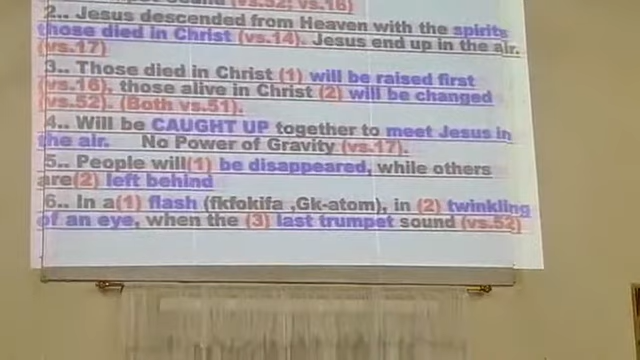 (vs.52; vs.16)
2.. Jesus descended from Heaven with the spirits
those died in Christ (vs.14). Jesus end up in the air.
(vs.17)
3.. Those died in Christ (1) will be raised first
(vs.16), those alive in Christ (2) will be changed
(vs.52). (Both vs.51).
4.. Will be CAUGHT UP together to meet Jesus in
the air. No Power of Gravity (vs.17).
5.. People will(1) be disappeared, while others
are(2) left behind
6.. In a(1) flash (fkfokifa ,Gk-atom), in (2) twinkling
of an eye, when the (3) last trumpet sound (vs.52)